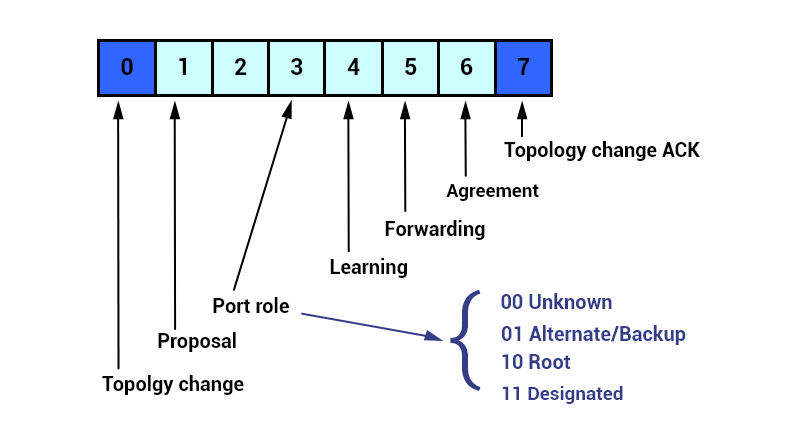 0 1 2 3 4 5 6 7
Topology change ACK
Agreement
Forwarding
Learning
Port role
Proposal
Topolgy change
00 Unknown
01 Alternate/Backup
10 Root
11 Designated